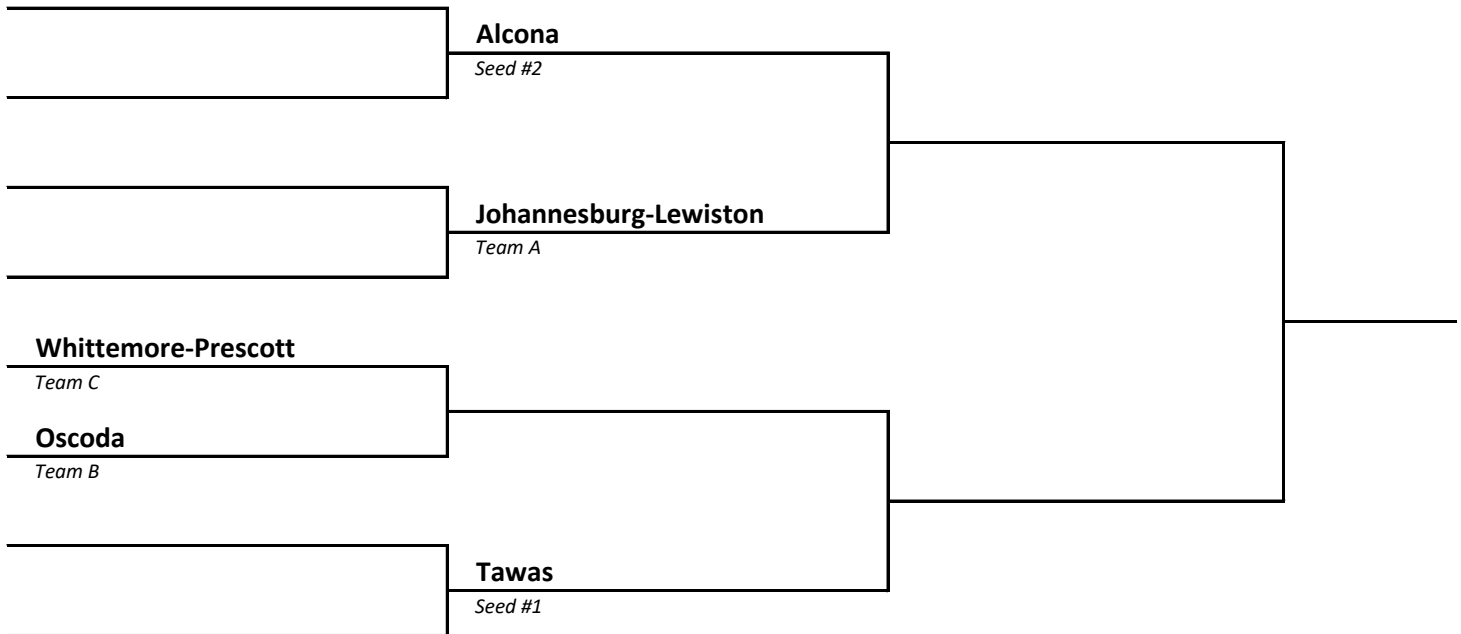 Alcona
Seed #2
Johannesburg-Lewiston
Team A
Whittemore-Prescott
Team C
Oscoda
Team B
Tawas
Seed #1